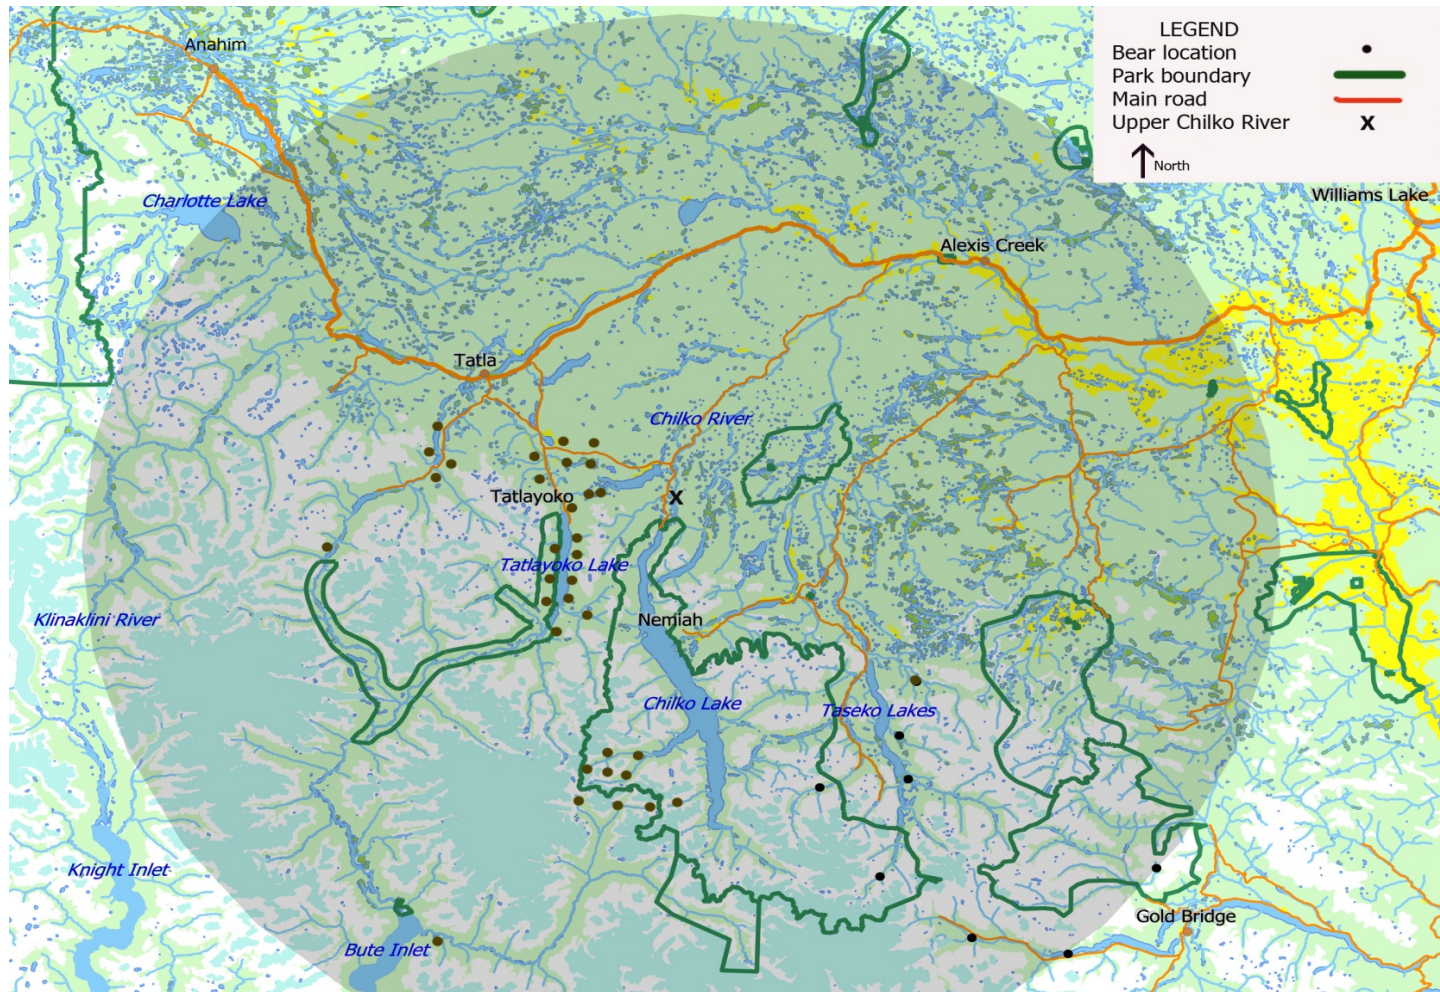 LEGEND
Bear location
Park boundary
Main road
Upper Chilko River X
North
Anahim
Williams Lake
Charlotte Lake
Alexis Creek
Tatla
Chilko River
Tatlayoko
X
Tatlayoko Lake
Klinaklini River
Nemiah
Chilko Lake
Taseko Lakes
Knight Inlet
Gold Bridge
Bute Inlet